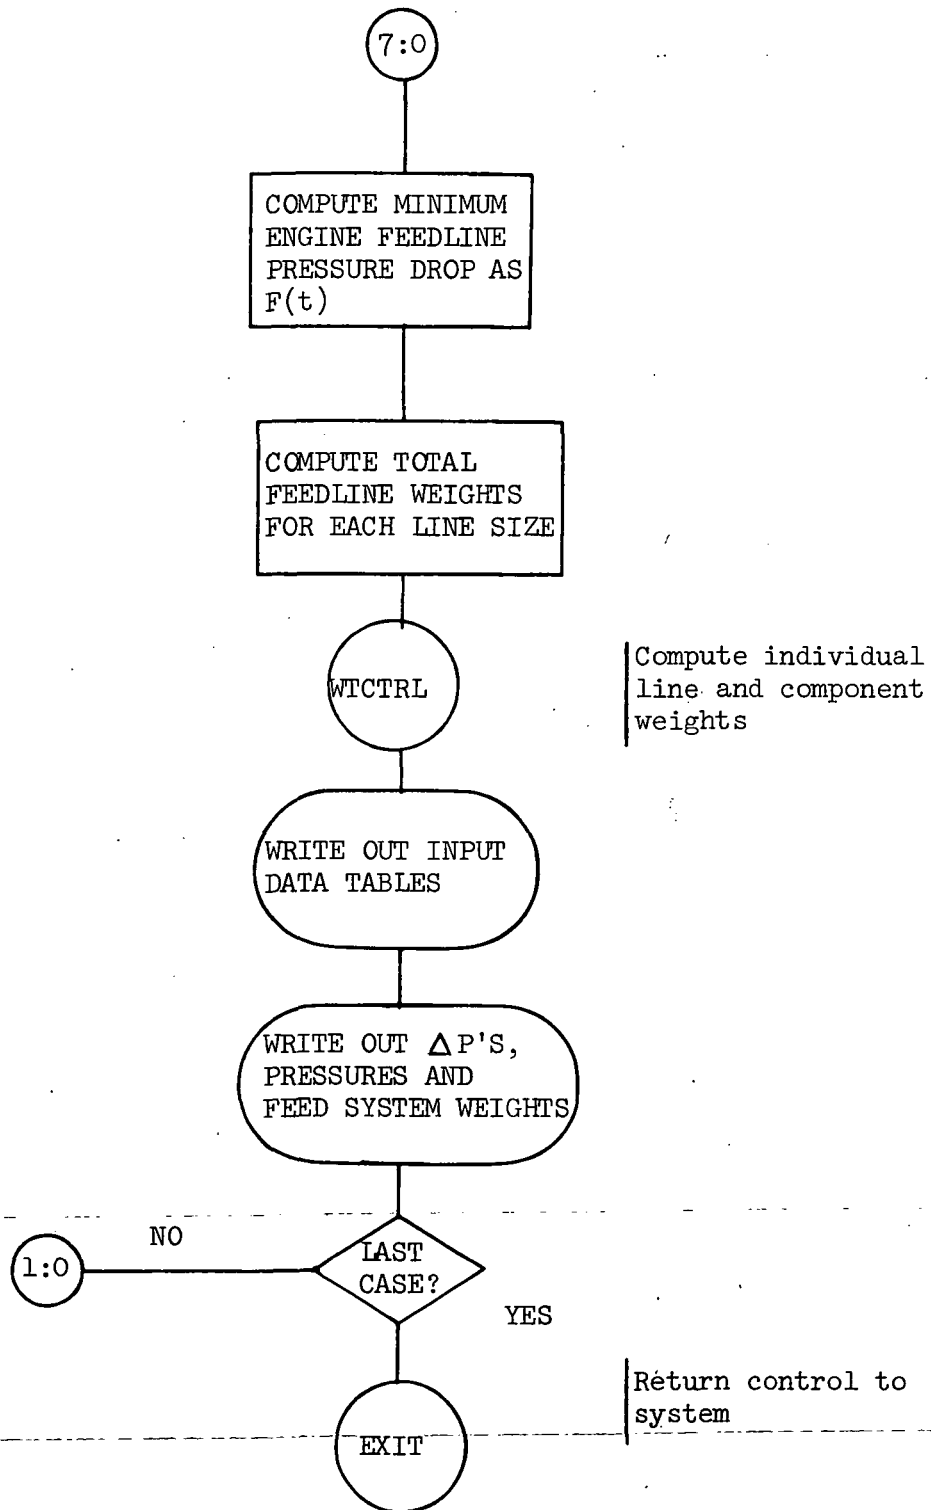 7:0
COMPUTE MINIMUM
ENGINE FEEDLINE
PRESSURE DROP AS
F(t)
COMPUTE TOTAL
FEEDLINE WEIGHTS
FOR EACH LINE SIZE
WTCTRL
Compute individual
line and component
weights
WRITE OUT INPUT
DATA TABLES
WRITE OUT ΔP'S,
PRESSURES AND
FEED SYSTEM WEIGHTS
NO
1:0
LAST
CASE?
YES
Return control to
system
EXIT